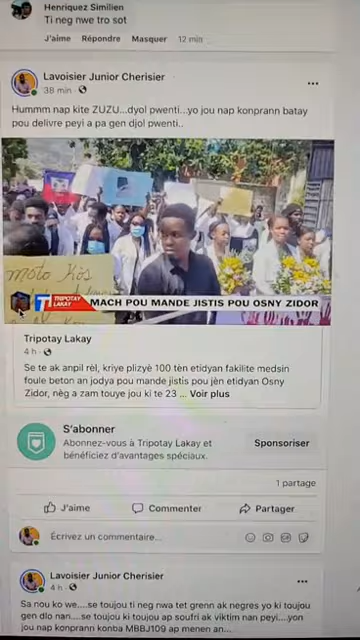 Henriquez Similien
Ti neg nwe tro sot
J'aime Répondre Masquer 12 min
Lavoisier Junior Cherisier
38 min
Hummm nap kite ZUZU...dyol pwenti...yo jou nap konprann batay
pou delivre peyi a pa gen djol pwenti..
moto kòs
TRIPOTAY
LAKAY
MACH POU MANDE JISTIS POU OSNY ZIDOR
Tripotay Lakay
4 h
Se te ak anpil rèl, kriye plizyè 100 tèn etidyan fakilite medsin
foule beton an jodya pou mande jistis pou jèn etidyan Osny
Zidor, nèg a zam touye jou ki te 23 ... Voir plus
S'abonner
Abonnez-vous à Tripotay Lakay et
bénéficiez d'avantages spéciaux.
Sponsoriser
1 partage
J'aime Commenter Partager
Écrivez un commentaire...
Lavoisier Junior Cherisier
4 h
Sa nou ko we....se toujou ti neg nwa tet grenn ak negres yo ki toujou
gen dlo nan....se toujou ki toujou ap soufri ak viktim nan peyi....yon
jou nap konprann konba MBBJ109 ap menen an...